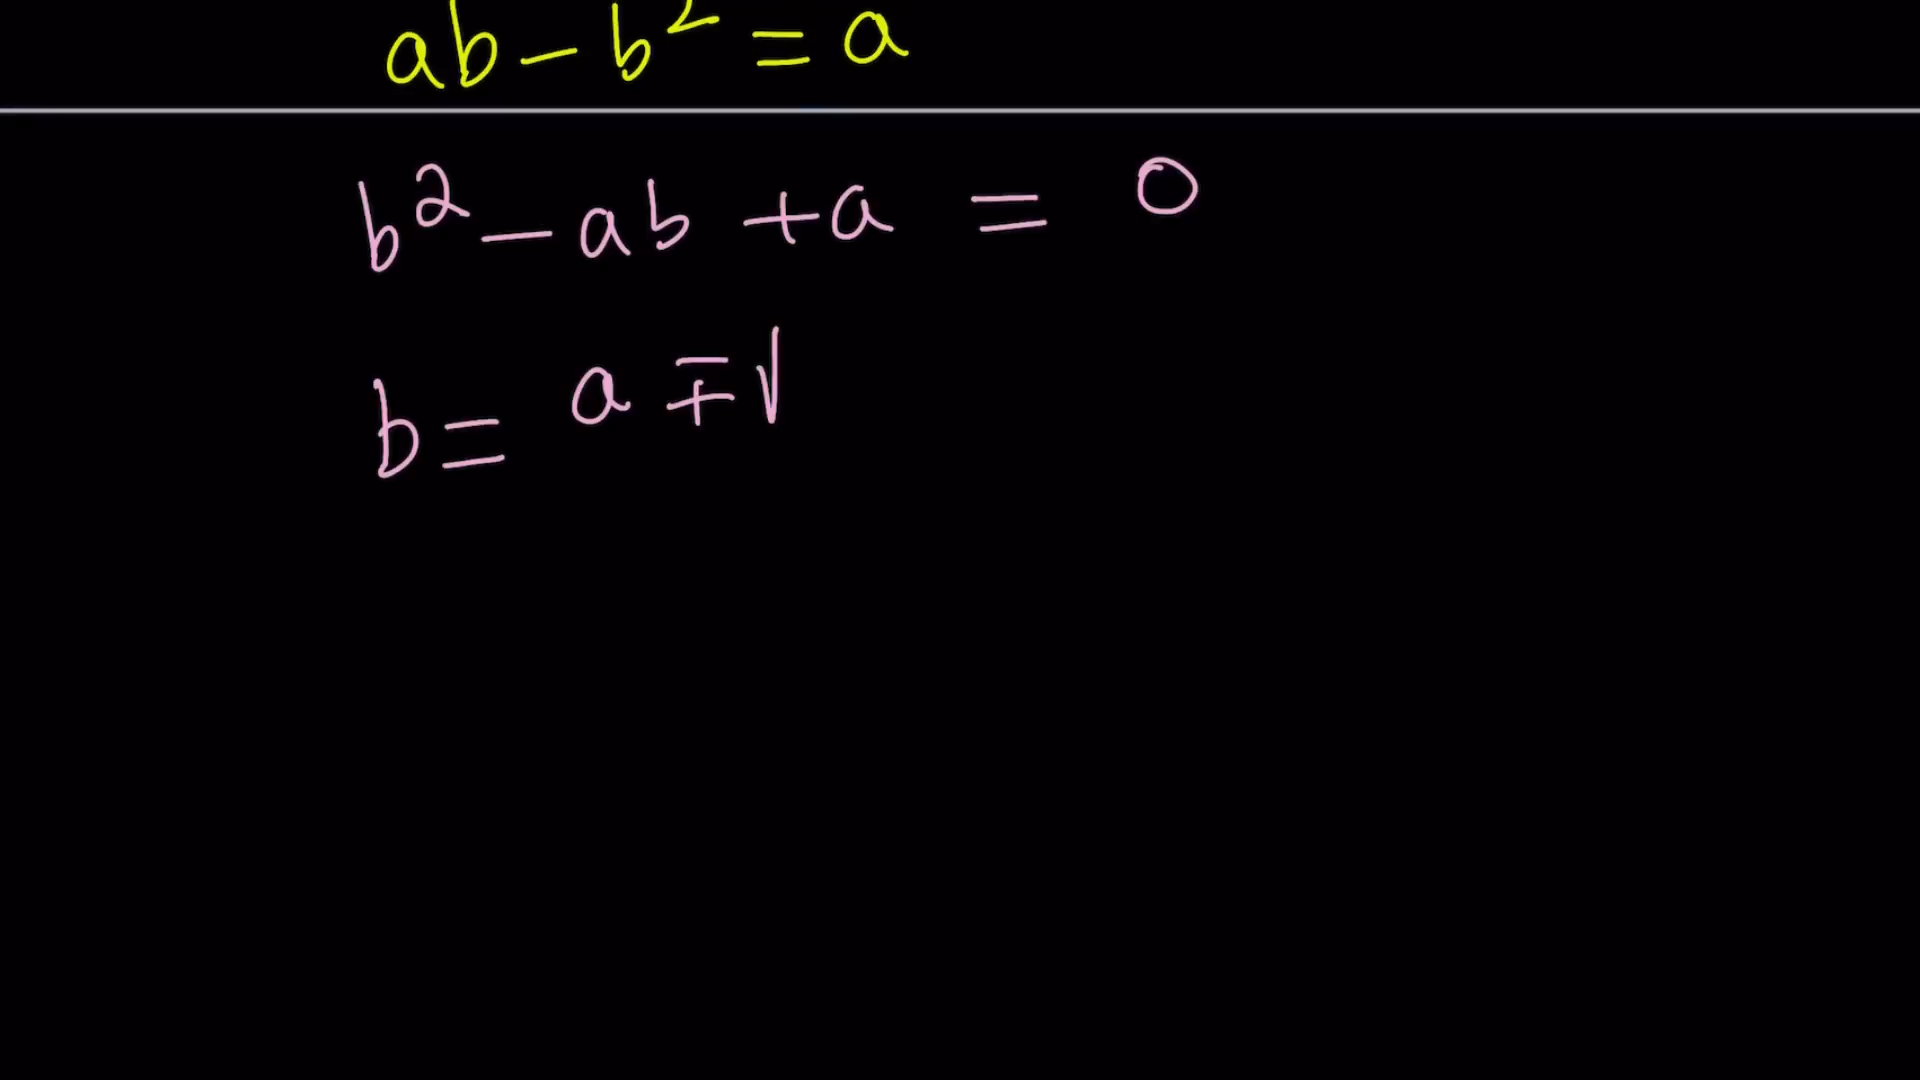 ab - b² = a
b² - ab + a = 0
b = a ∓ √